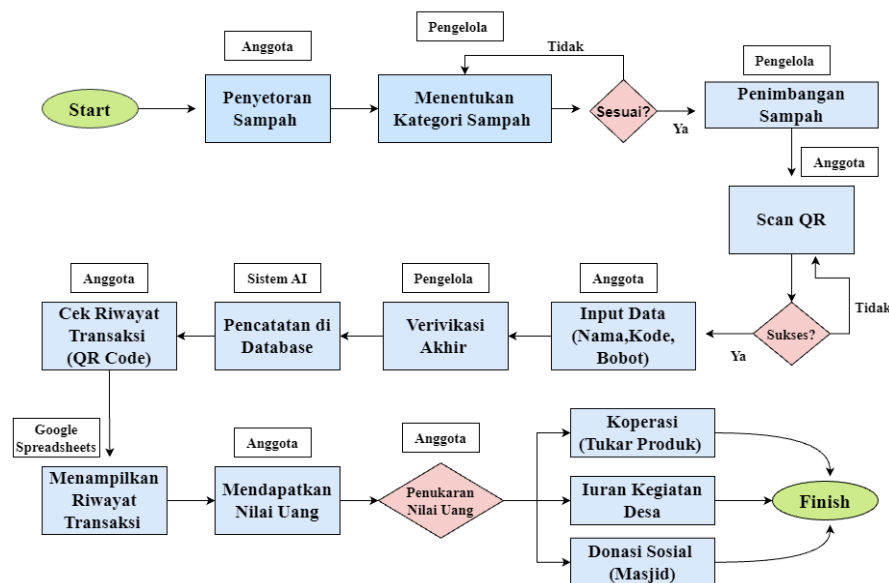 Anggota
Pengelola
Tidak
Pengelola
Start
Penyetoran
Sampah
Menentukan
Kategori Sampah
Sesuai?
Ya
Penimbangan
Sampah
Anggota
Scan QR
Tidak
Anggota
Sistem AI
Pengelola
Anggota
Cek Riwayat
Transaksi
(QR Code)
Pencatatan di
Database
Verivikasi
Akhir
Input Data
(Nama,Kode,
Bobot)
Ya
Sukses?
Google
Spreadsheets
Anggota
Anggota
Menampilkan
Riwayat
Transaksi
Mendapatkan
Nilai Uang
Penukaran
Nilai Uang
Koperasi
(Tukar Produk)
Iuran Kegiatan
Desa
Donasi Sosial
(Masjid)
Finish